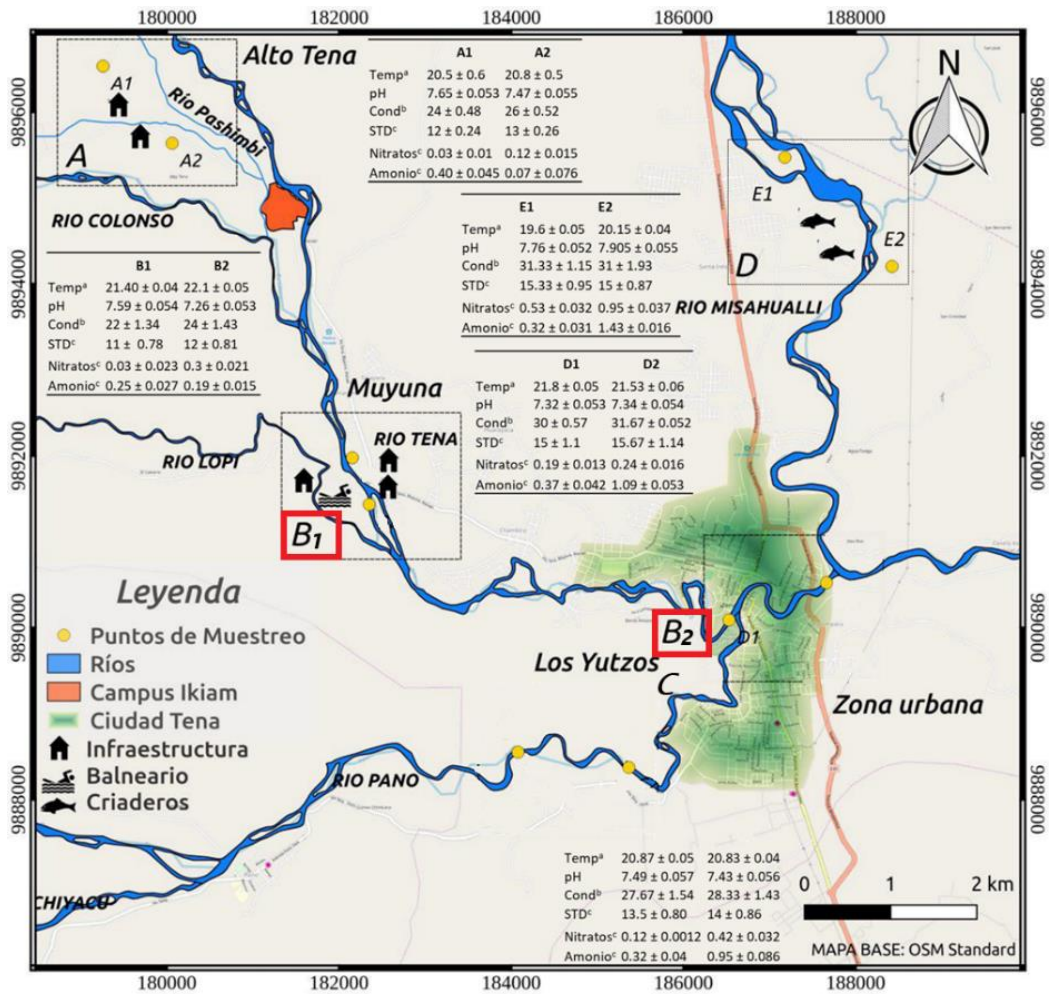 180000 182000 184000 186000 188000
9896000
9894000
9892000
9890000
9888000
9896000
9894000
9892000
9890000
9888000
Alto Tena
A1
A2
A
Rio Pashimbi
RIO COLONSO
A1 A2
Tempᵃ 20.5 ± 0.6 20.8 ± 0.5
pH 7.65 ± 0.053 7.47 ± 0.055
Condᵇ 24 ± 0.48 26 ± 0.52
STDᶜ 12 ± 0.24 13 ± 0.26
Nitratosᶜ 0.03 ± 0.01 0.12 ± 0.015
Amonioᶜ 0.40 ± 0.045 0.07 ± 0.076
N
E1
E2
D
RIO MISAHUALLI
E1 E2
Tempᵃ 19.6 ± 0.05 20.15 ± 0.04
pH 7.76 ± 0.052 7.905 ± 0.055
Condᵇ 31.33 ± 1.15 31 ± 1.93
STDᶜ 15.33 ± 0.95 15 ± 0.87
Nitratosᶜ 0.53 ± 0.032 0.95 ± 0.037
Amonioᶜ 0.32 ± 0.031 1.43 ± 0.016
B1 B2
Tempᵃ 21.40 ± 0.04 22.1 ± 0.05
pH 7.59 ± 0.054 7.26 ± 0.053
Condᵇ 22 ± 1.34 24 ± 1.43
STDᶜ 11 ± 0.78 12 ± 0.81
Nitratosᶜ 0.03 ± 0.023 0.3 ± 0.021
Amonioᶜ 0.25 ± 0.027 0.19 ± 0.015
D1 D2
Tempᵃ 21.8 ± 0.05 21.53 ± 0.06
pH 7.32 ± 0.053 7.34 ± 0.054
Condᵇ 30 ± 0.57 31.67 ± 0.052
STDᶜ 15 ± 1.1 15.67 ± 1.14
Nitratosᶜ 0.19 ± 0.013 0.24 ± 0.016
Amonioᶜ 0.37 ± 0.042 1.09 ± 0.053
Muyuna
RIO TENA
RIO LOPI
B1
B2
D1
Los Yutzos
C
Zona urbana
RIO PANO
CHIYACU
Leyenda
Puntos de Muestreo
Ríos
Campus Ikiam
Ciudad Tena
Infraestructura
Balneario
Criaderos
Tempᵃ 20.87 ± 0.05 20.83 ± 0.04
pH 7.49 ± 0.057 7.43 ± 0.056
Condᵇ 27.67 ± 1.54 28.33 ± 1.43
STDᶜ 13.5 ± 0.80 14 ± 0.86
Nitratosᶜ 0.12 ± 0.0012 0.42 ± 0.032
Amonioᶜ 0.32 ± 0.04 0.95 ± 0.086
0 1 2 km
MAPA BASE: OSM Standard
180000 182000 184000 186000 188000